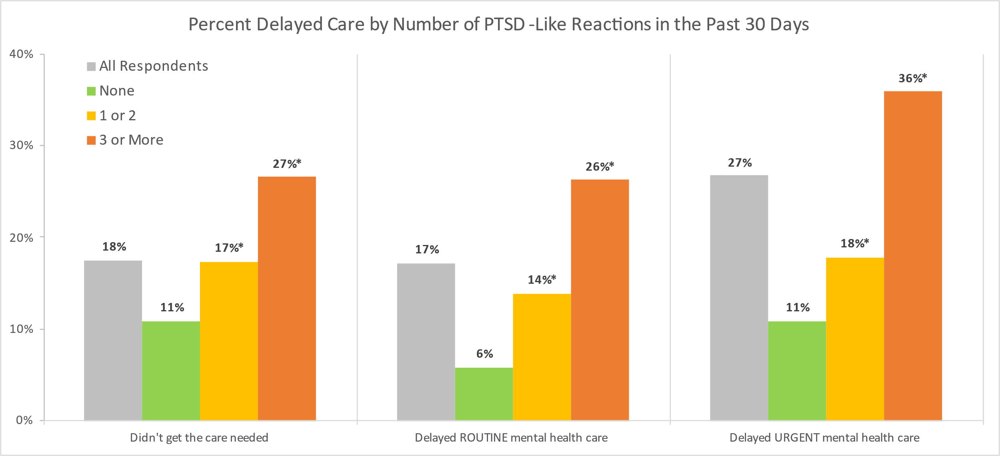 Percent Delayed Care by Number of PTSD -Like Reactions in the Past 30 Days
40%
30%
20%
10%
0%
All Respondents
None
1 or 2
3 or More
18%
11%
17%*
27%*
17%
6%
14%*
26%*
27%
11%
18%*
36%*
Didn't get the care needed
Delayed ROUTINE mental health care
Delayed URGENT mental health care